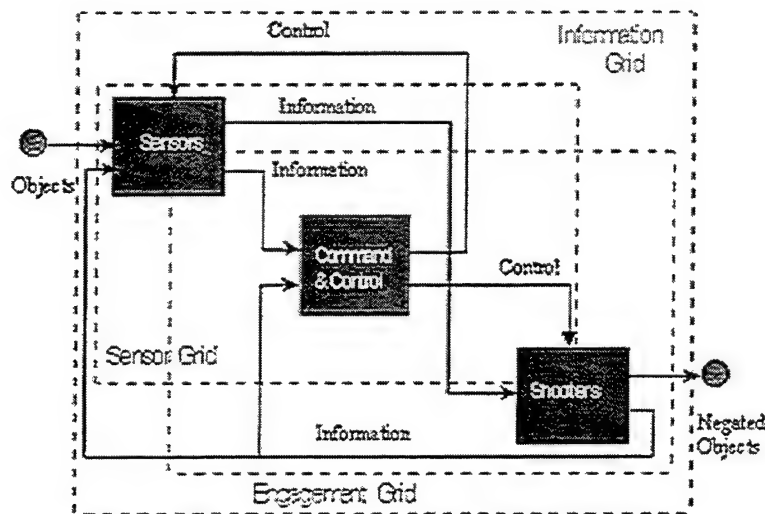 Control
Information
Grid
Information
Sensors
Information
Objects
Command
& Control
Control
Sensor Grid
Shooters
Information
Negated
Objects
Engagement Grid